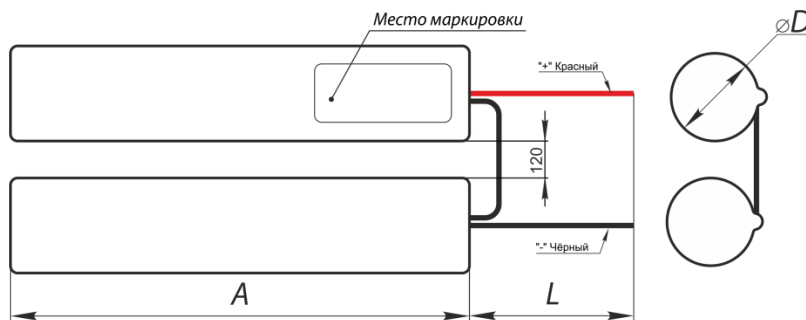 Место маркировки
"+" Красный
⌀D
120
"-" Чёрный
A
L